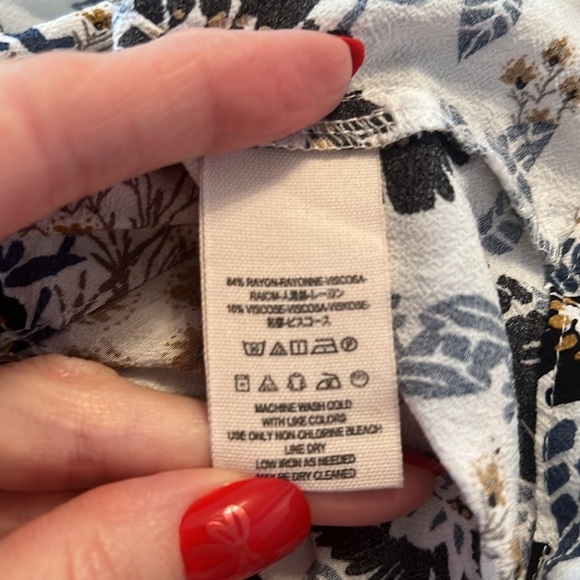 84% RAYON-RAYONNE-VISCOSA-
RAION-人造絲-レーヨン
16% VISCOSE-VISCOSA-VISKOSE-
ビスコース
MACHINE WASH COLD
WITH LIKE COLORS
USE ONLY NON-CHLORINE BLEACH
LINE DRY
LOW IRON AS NEEDED
MAY BE DRY CLEANED